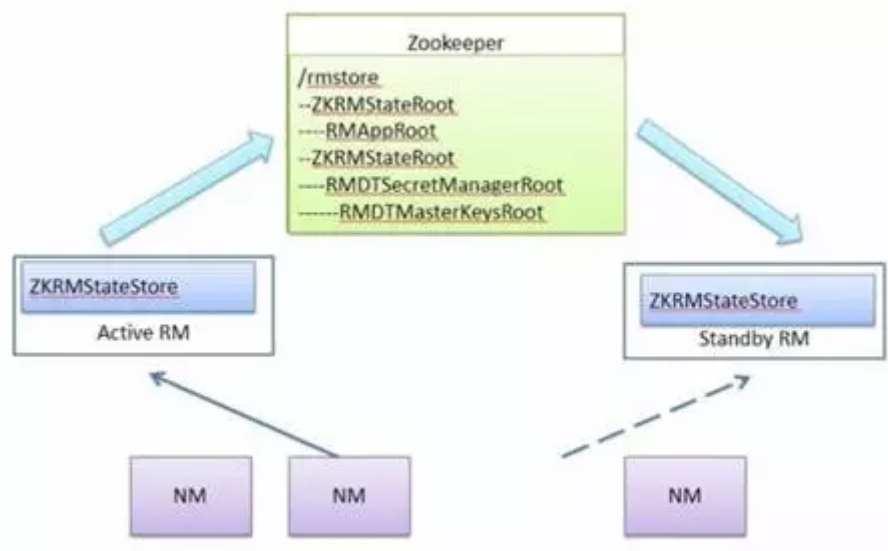 Zookeeper
/rmstore
--ZKRMStateRoot
----RMAppRoot
--ZKRMStateRoot
----RMDTSecretManagerRoot
------RMDTMasterKeysRoot
ZKRMStateStore
Active RM
ZKRMStateStore
Standby RM
NM
NM
NM